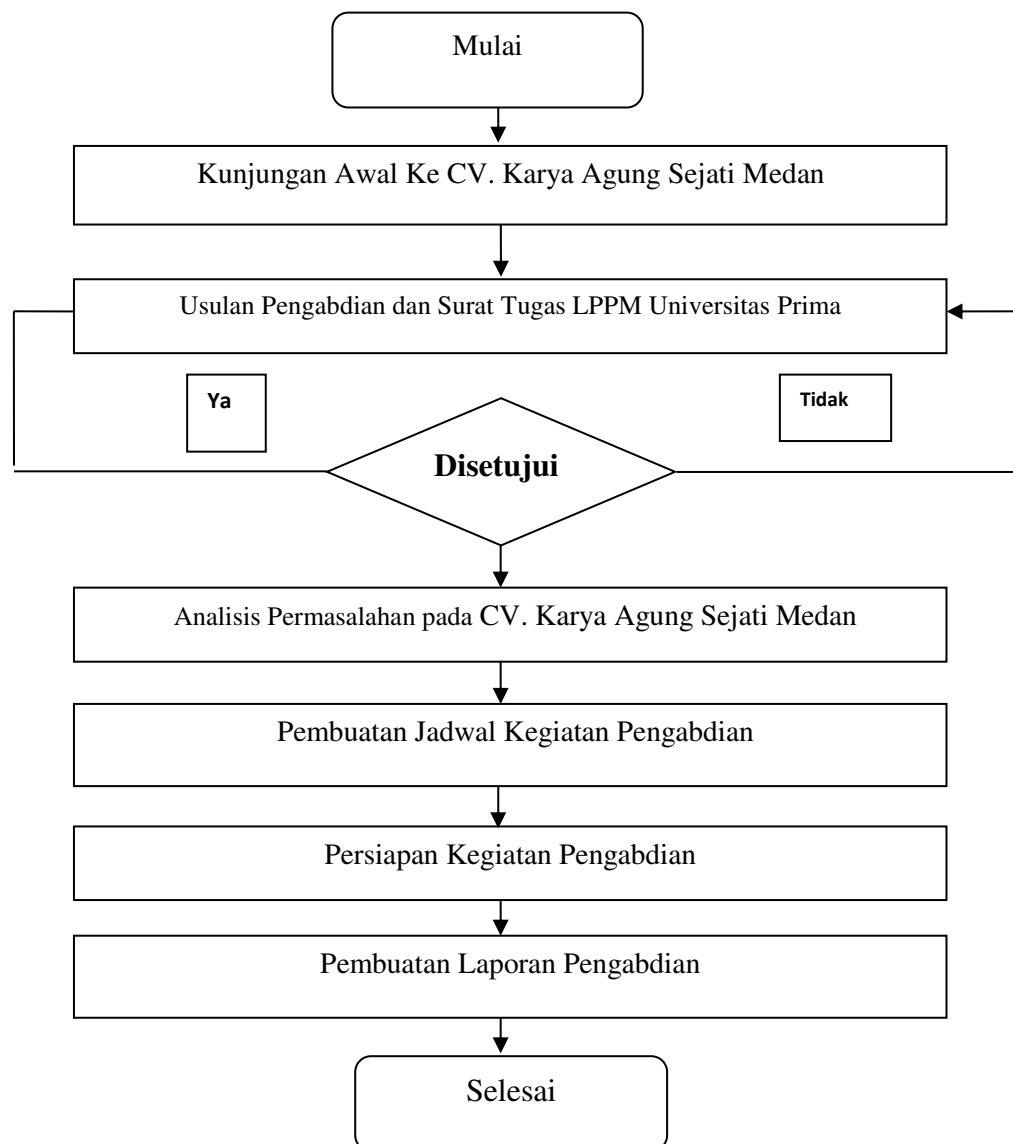 Mulai
Kunjungan Awal Ke CV. Karya Agung Sejati Medan
Usulan Pengabdian dan Surat Tugas LPPM Universitas Prima
Ya
Tidak
Disetujui
Analisis Permasalahan pada CV. Karya Agung Sejati Medan
Pembuatan Jadwal Kegiatan Pengabdian
Persiapan Kegiatan Pengabdian
Pembuatan Laporan Pengabdian
Selesai